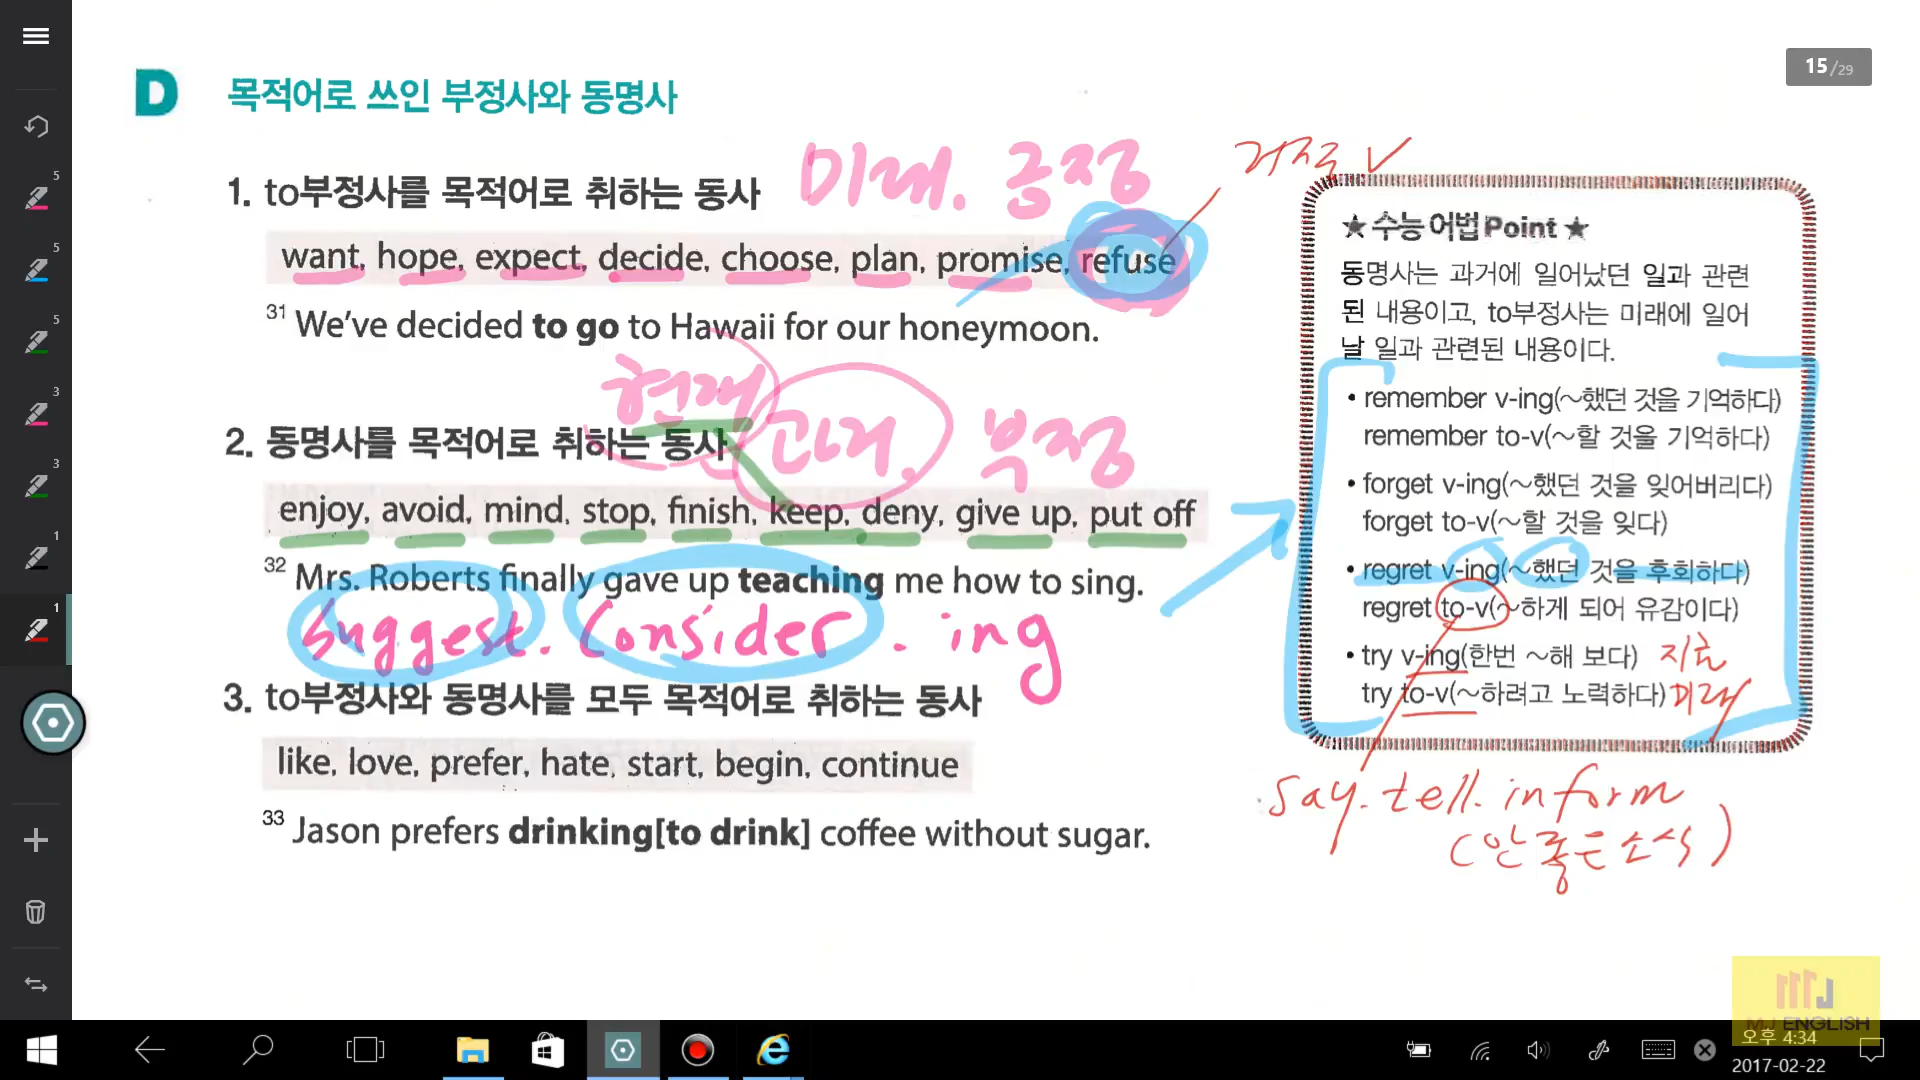 15/29
D 목적어로 쓰인 부정사와 동명사
1. to부정사를 목적어로 취하는 동사 미래. 긍정
want, hope, expect, decide, choose, plan, promise, refuse
31 We've decided to go to Hawaii for our honeymoon.
현재 과거. 부정
2. 동명사를 목적어로 취하는 동사
enjoy, avoid, mind, stop, finish, keep, deny, give up, put off
32 Mrs. Roberts finally gave up teaching me how to sing.
Suggest. Consider. ing
3. to부정사와 동명사를 모두 목적어로 취하는 동사
like, love, prefer, hate, start, begin, continue
33 Jason prefers drinking[to drink] coffee without sugar.
★ 수능 어법 Point ★
동명사는 과거에 일어났던 일과 관련
된 내용이고, to부정사는 미래에 일어
날 일과 관련된 내용이다.
• remember v-ing(~했던 것을 기억하다)
remember to-v(~할 것을 기억하다)
• forget v-ing(~했던 것을 잊어버리다)
forget to-v(~할 것을 잊다)
• regret v-ing(~했던 것을 후회하다)
regret to-v(~하게 되어 유감이다)
• try v-ing(한번 ~해 보다)
try to-v(~하려고 노력하다) 미래
say. tell. inform
(안 좋은 소식)
5
5
5
3
3
1
1
MJ ENGLISH
오후 4:34
2017-02-22